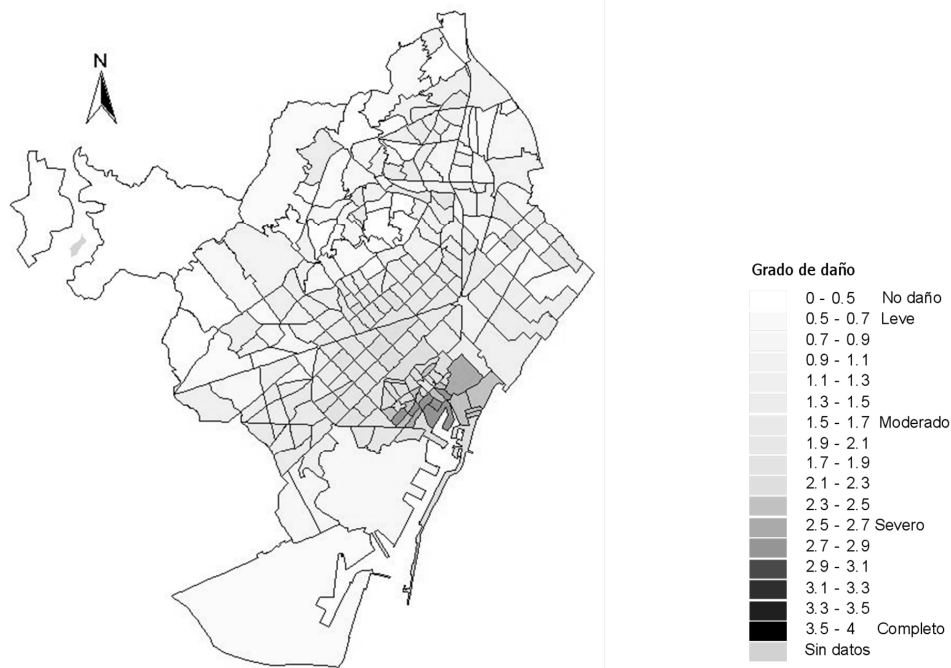 N
Grado de daño
0 - 0.5 No daño
0.5 - 0.7 Leve
0.7 - 0.9
0.9 - 1.1
1.1 - 1.3
1.3 - 1.5
1.5 - 1.7 Moderado
1.9 - 2.1
1.7 - 1.9
2.1 - 2.3
2.3 - 2.5
2.5 - 2.7 Severo
2.7 - 2.9
2.9 - 3.1
3.1 - 3.3
3.3 - 3.5
3.5 - 4 Completo
Sin datos